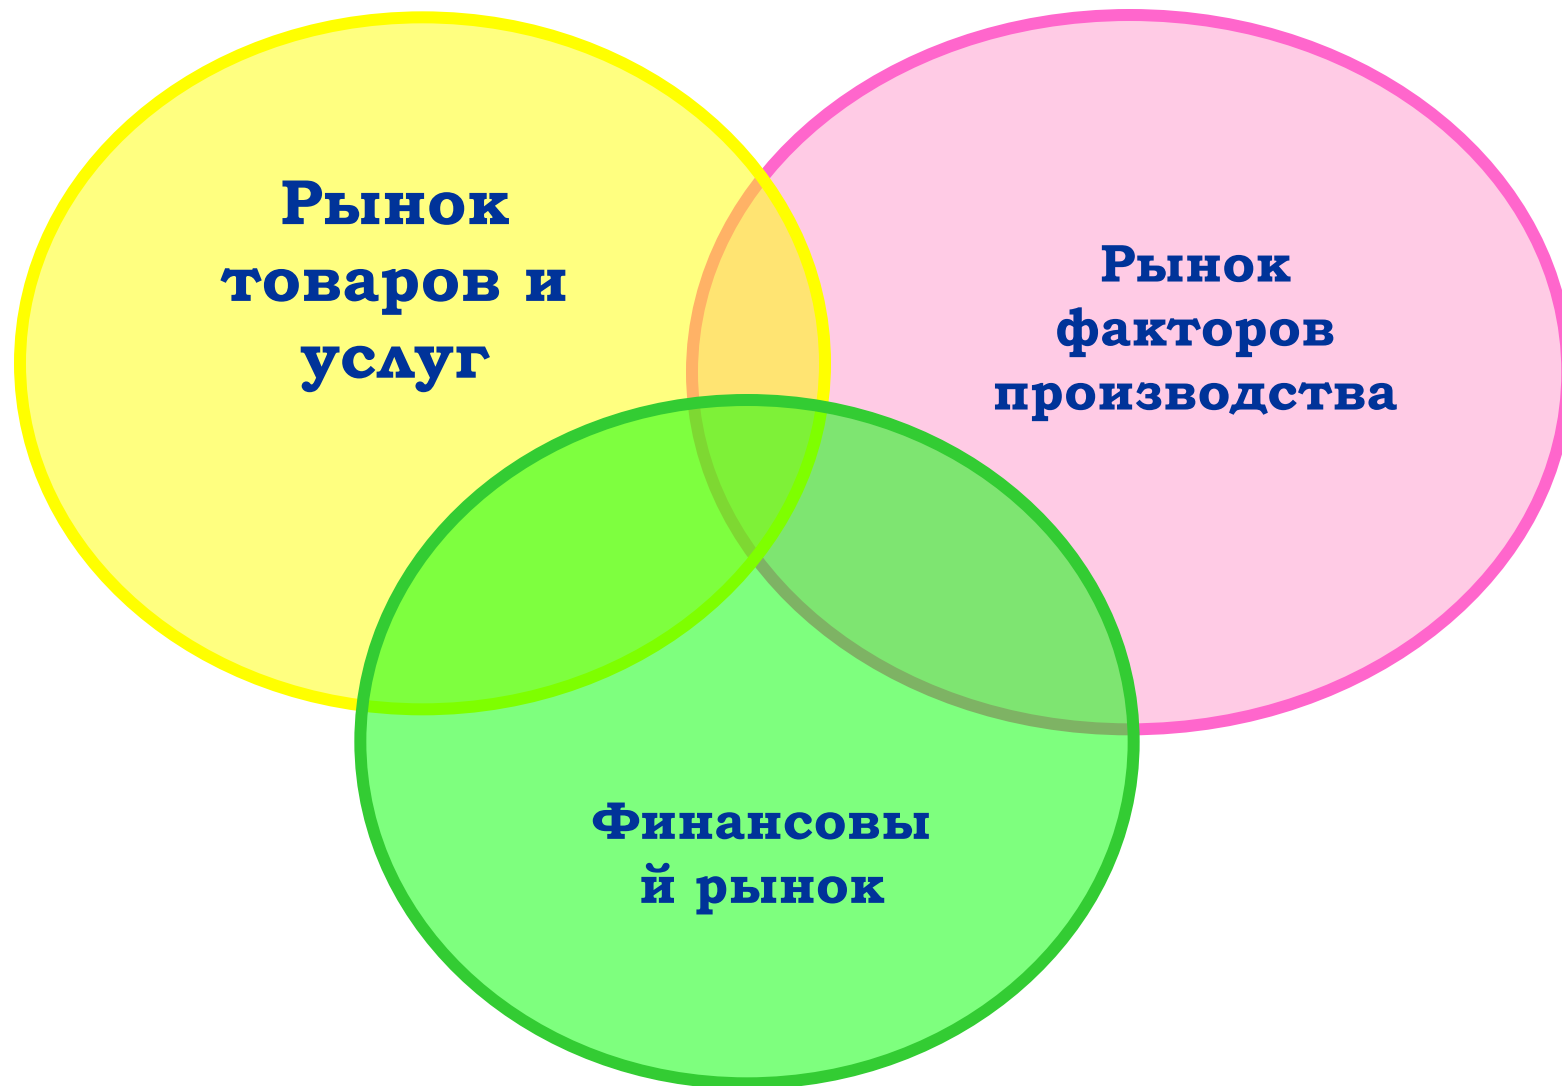 Рынок
товаров и
услуг
Рынок
факторов
производства
Финансовы
й рынок